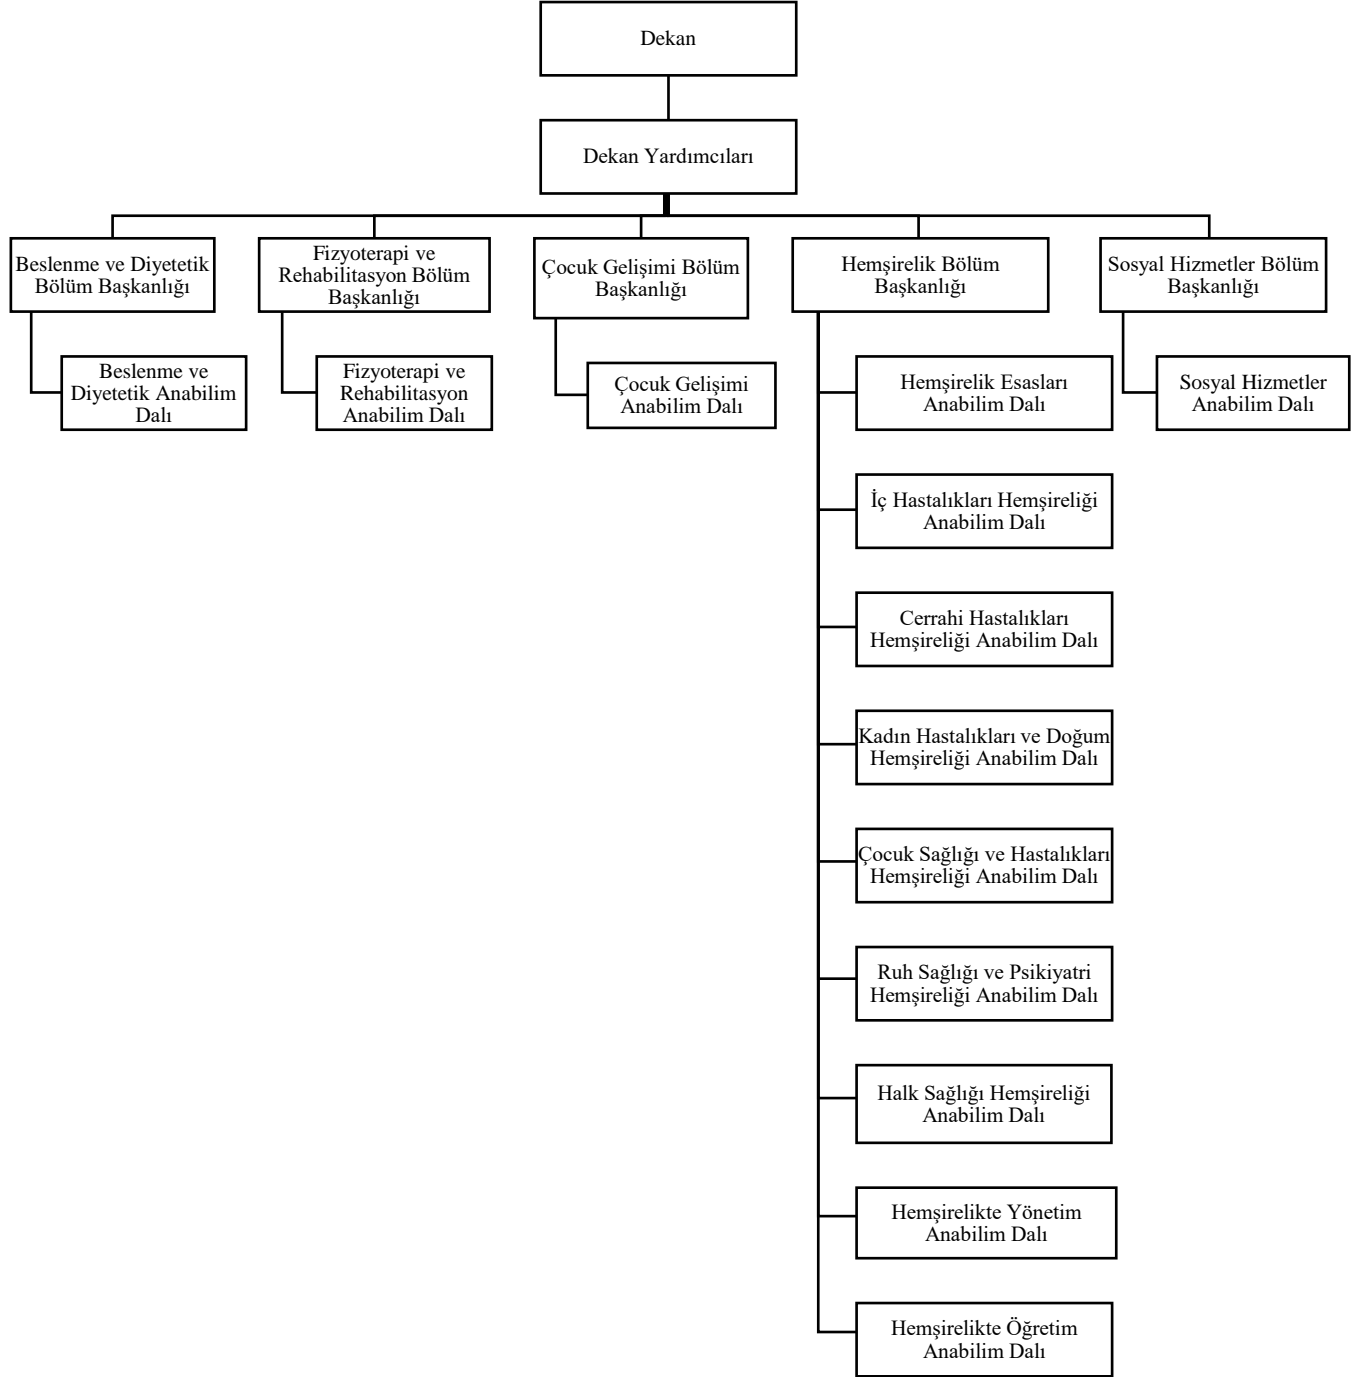 Dekan
Dekan Yardımcıları
Beslenme ve Diyetetik
Bölüm Başkanlığı
Fizyoterapi ve
Rehabilitasyon Bölüm
Başkanlığı
Çocuk Gelişimi Bölüm
Başkanlığı
Hemşirelik Bölüm
Başkanlığı
Sosyal Hizmetler Bölüm
Başkanlığı
Beslenme ve
Diyetetik Anabilim
Dalı
Fizyoterapi ve
Rehabilitasyon
Anabilim Dalı
Çocuk Gelişimi
Anabilim Dalı
Hemşirelik Esasları
Anabilim Dalı
Sosyal Hizmetler
Anabilim Dalı
İç Hastalıkları Hemşireliği
Anabilim Dalı
Cerrahi Hastalıkları
Hemşireliği Anabilim Dalı
Kadın Hastalıkları ve Doğum
Hemşireliği Anabilim Dalı
Çocuk Sağlığı ve Hastalıkları
Hemşireliği Anabilim Dalı
Ruh Sağlığı ve Psikiyatri
Hemşireliği Anabilim Dalı
Halk Sağlığı Hemşireliği
Anabilim Dalı
Hemşirelikte Yönetim
Anabilim Dalı
Hemşirelikte Öğretim
Anabilim Dalı